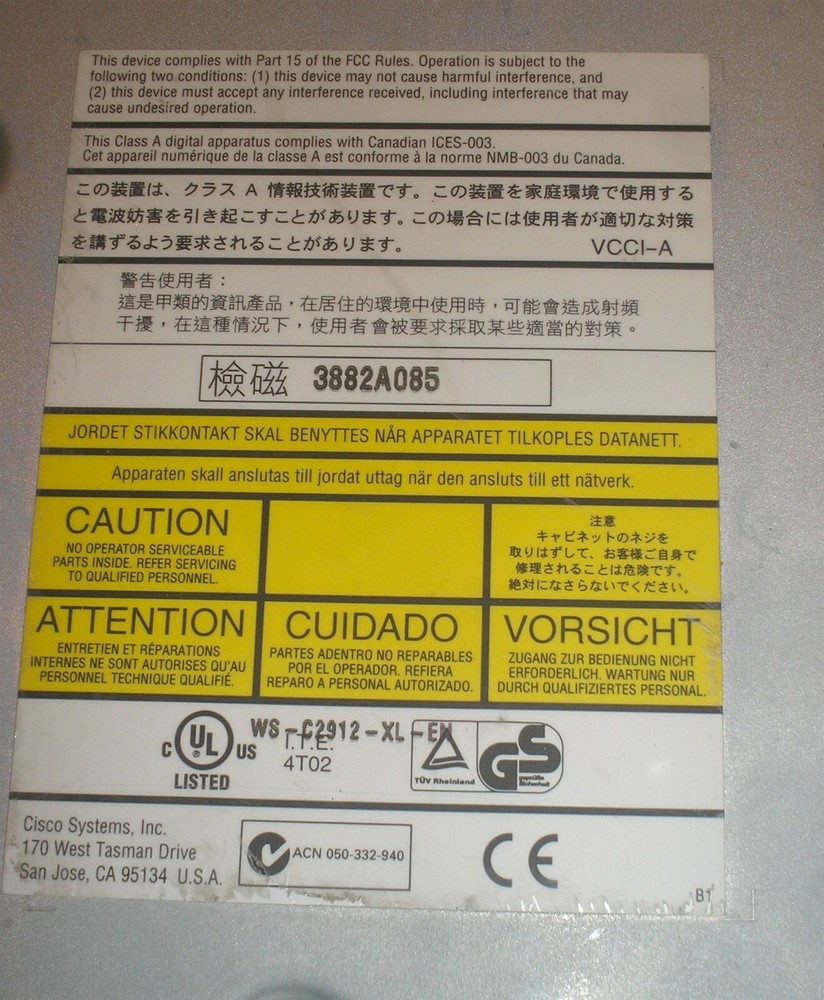 This device complies with Part 15 of the FCC Rules. Operation is subject to the
following two conditions: (1) this device may not cause harmful interference, and
(2) this device must accept any interference received, including interference that may
cause undesired operation.
This Class A digital apparatus complies with Canadian ICES-003.
Cet appareil numérique de la classe A est conforme à la norme NMB-003 du Canada.
この装置は、クラス A 情報技術装置です。この装置を家庭環境で使用する
と電波妨害を引き起こすことがあります。この場合には使用者が適切な対策
を講ずるよう要求されることがあります。 VCCI-A
警告使用者：
這是甲類的資訊產品，在居住的環境中使用時，可能會造成射頻
干擾，在這種情況下，使用者會被要求採取某些適當的對策。
檢磁 3882A085
JORDET STIKKONTAKT SKAL BENYTTES NÅR APPARATET TILKOPLES DATANETT.
Apparaten skall anslutas till jordat uttag när den ansluts till ett nätverk.
CAUTION
NO OPERATOR SERVICEABLE
PARTS INSIDE. REFER SERVICING
TO QUALIFIED PERSONNEL.
注意
キャビネットのネジを
取りはずして、お客様ご自身で
修理されることは危険です。
絶対になさらないでください。
ATTENTION
ENTRETIEN ET RÉPARATIONS
INTERNES NE SONT AUTORISES QU'AU
PERSONNEL TECHNIQUE QUALIFIÉ.
CUIDADO
PARTES ADENTRO NO REPARABLES
POR EL OPERADOR. REFIERA
REPARO A PERSONAL AUTORIZADO.
VORSICHT
ZUGANG ZUR BEDIENUNG NICHT
ERFORDERLICH. WARTUNG NUR
DURCH QUALIFIZIERTES PERSONAL.
C UL US
LISTED
WS-C2912-XL-EN
I.T.E.
4T02
TÜV Rheinland
GS
geprüfte
Sicherheit
Cisco Systems, Inc.
170 West Tasman Drive
San Jose, CA 95134 U.S.A.
ACN 050-332-940
CE
B1